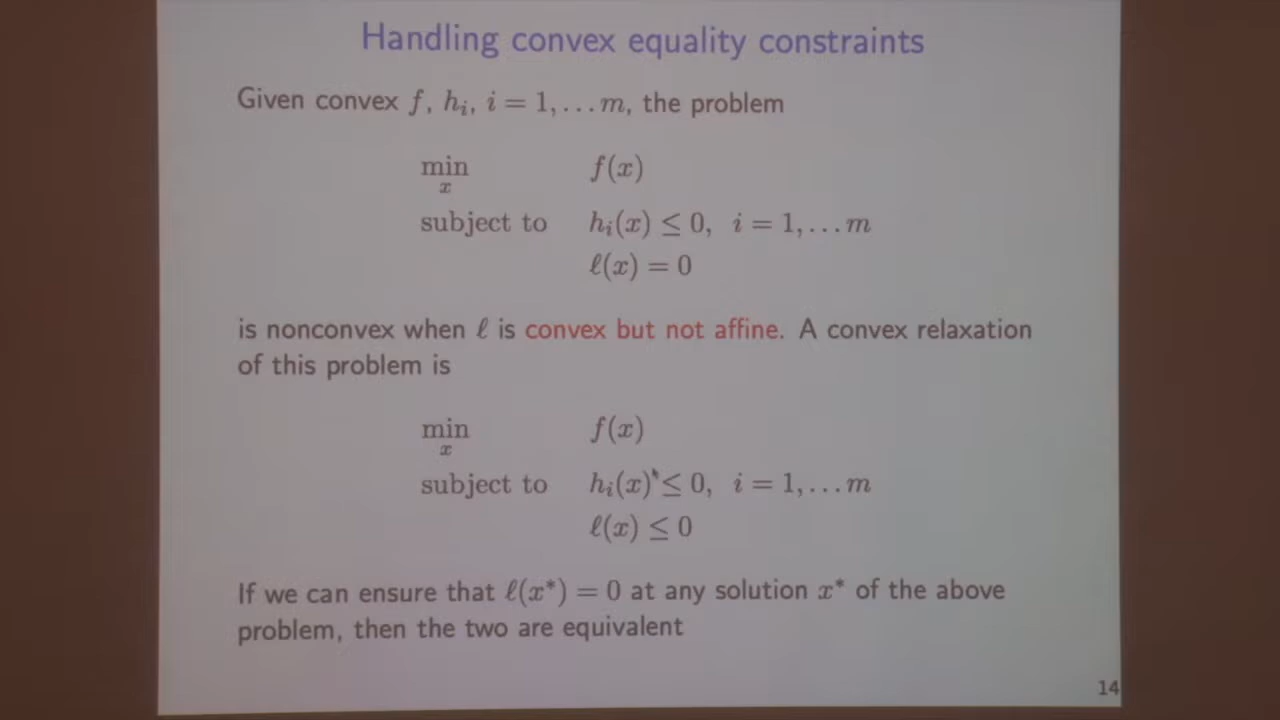 Handling convex equality constraints
Given convex f, hᵢ, i = 1, . . . m, the problem
min f(x)
x
subject to hᵢ(x) ≤ 0, i = 1, . . . m
ℓ(x) = 0
is nonconvex when ℓ is convex but not affine. A convex relaxation
of this problem is
min f(x)
x
subject to hᵢ(x) ≤ 0, i = 1, . . . m
ℓ(x) ≤ 0
If we can ensure that ℓ(x*) = 0 at any solution x* of the above
problem, then the two are equivalent
14